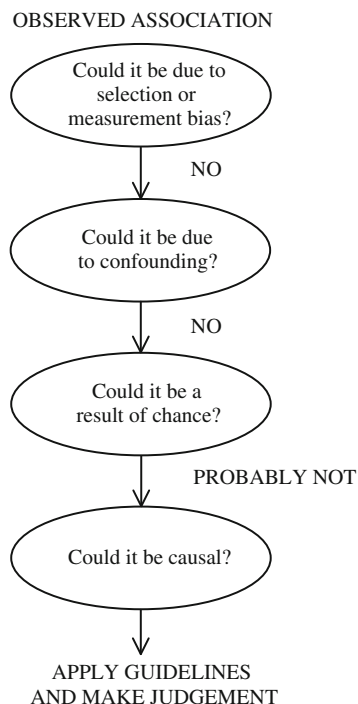 OBSERVED ASSOCIATION
Could it be due to
selection or
measurement bias?
NO
Could it be due
to confounding?
NO
Could it be a
result of chance?
PROBABLY NOT
Could it be causal?
APPLY GUIDELINES
AND MAKE JUDGEMENT